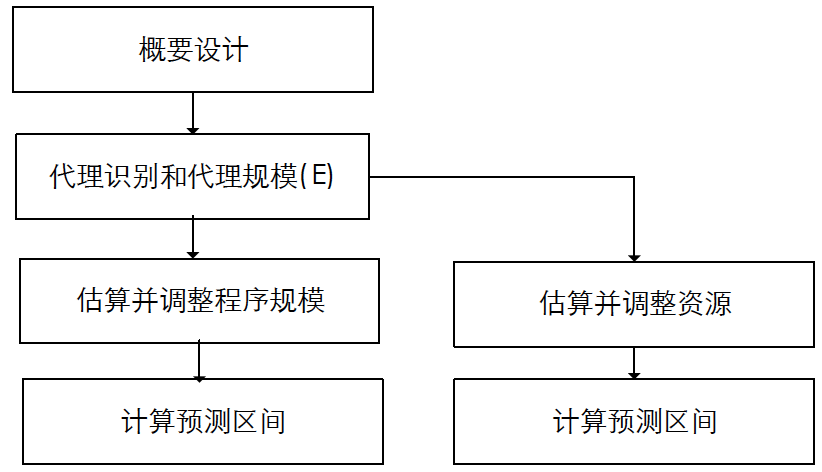 概要设计
代理识别和代理规模(E)
估算并调整程序规模
估算并调整资源
计算预测区间
计算预测区间